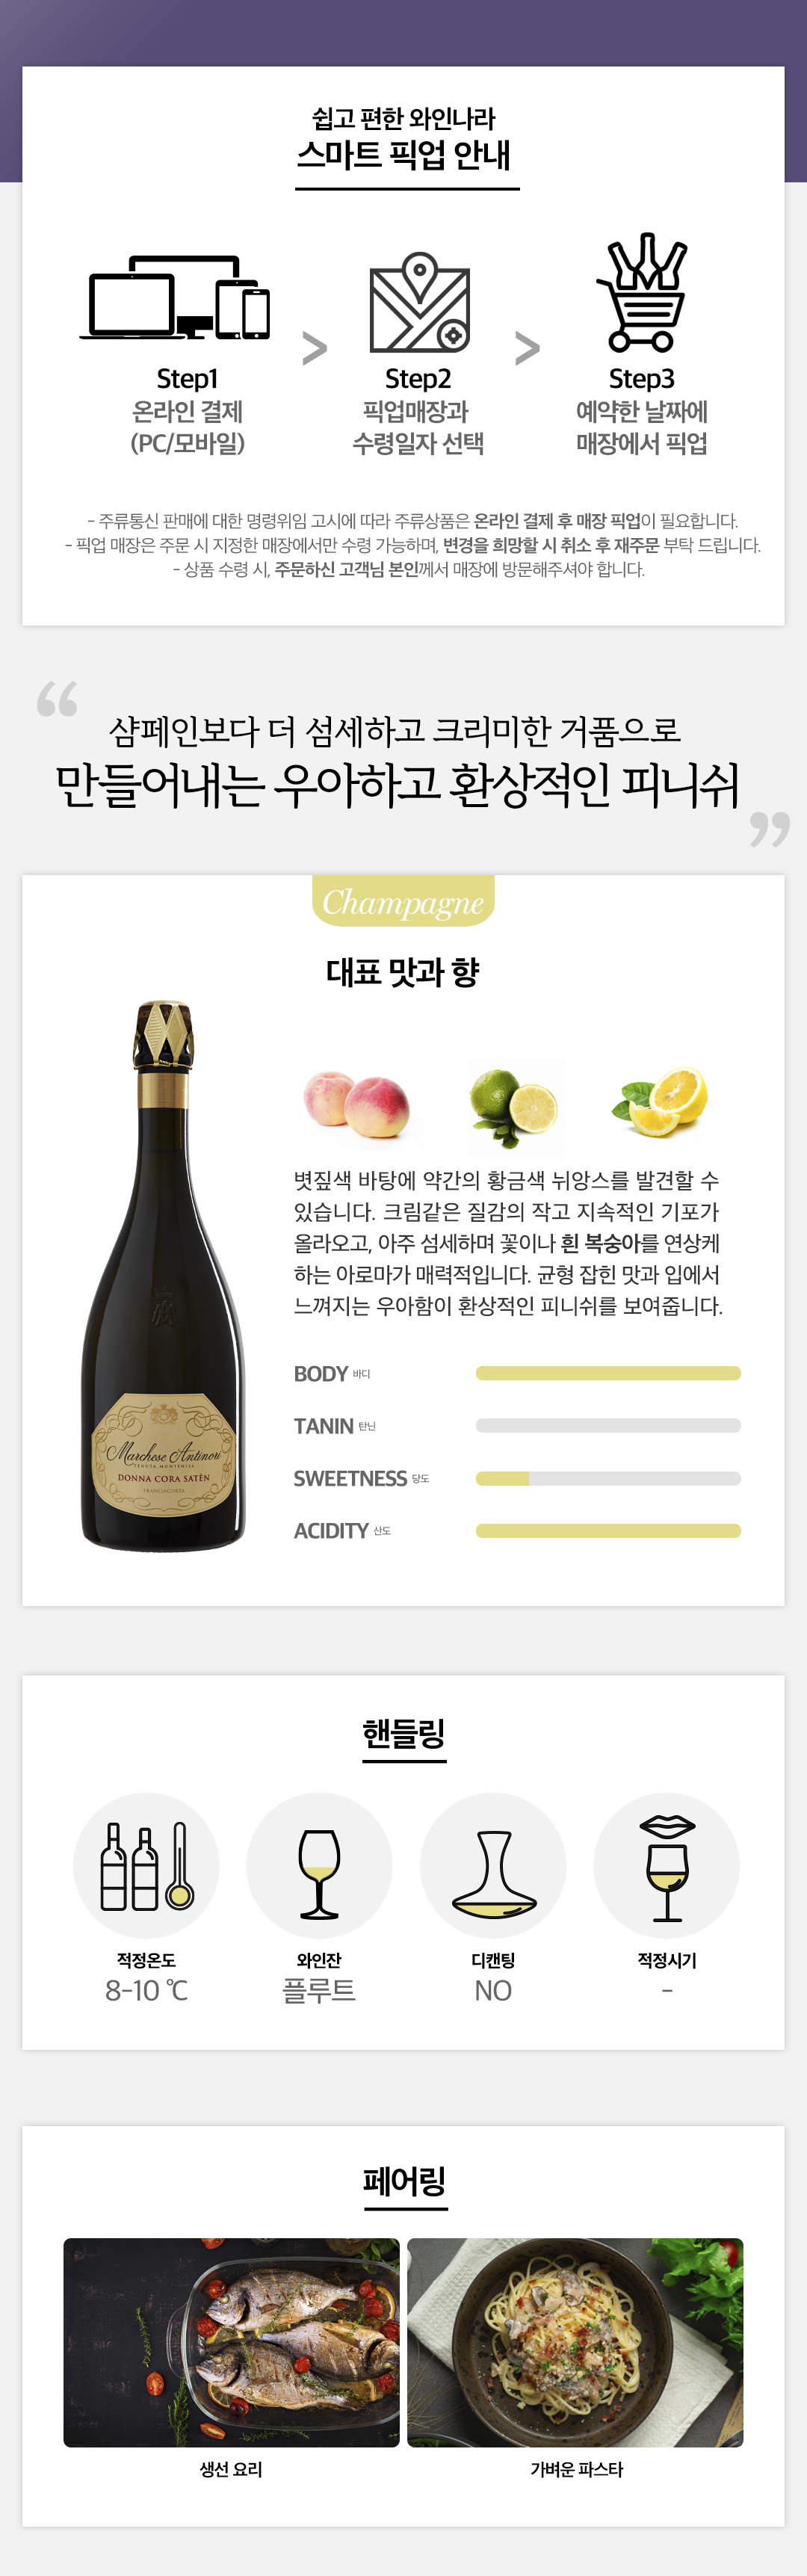 쉽고 편한 와인나라
스마트 픽업 안내
Step1
온라인 결제
(PC/모바일)
>
Step2
픽업매장과
수령일자 선택
>
Step3
예약한 날짜에
매장에서 픽업
- 주류통신 판매에 대한 명령위임 고시에 따라 주류상품은 온라인 결제 후 매장 픽업이 필요합니다.
- 픽업 매장은 주문 시 지정한 매장에서만 수령 가능하며, 변경을 희망할 시 취소 후 재주문 부탁 드립니다.
- 상품 수령 시, 주문하신 고객님 본인께서 매장에 방문해주셔야 합니다.
“ 샴페인보다 더 섬세하고 크리미한 거품으로
만들어내는 우아하고 환상적인 피니쉬 ”
Champagne
대표 맛과 향
볏짚색 바탕에 약간의 황금색 뉘앙스를 발견할 수
있습니다. 크림같은 질감의 작고 지속적인 기포가
올라오고, 아주 섬세하며 꽃이나 흰 복숭아를 연상케
하는 아로마가 매력적입니다. 균형 잡힌 맛과 입에서
느껴지는 우아함이 환상적인 피니쉬를 보여줍니다.
BODY 바디
TANIN 탄닌
SWEETNESS 당도
ACIDITY 산도
Marchese Antinori
TENUTA MONTENISA
DONNA CORA SATÈN
FRANCIACORTA
핸들링
적정온도
8-10 ℃
와인잔
플루트
디캔팅
NO
적정시기
-
페어링
생선 요리
가벼운 파스타